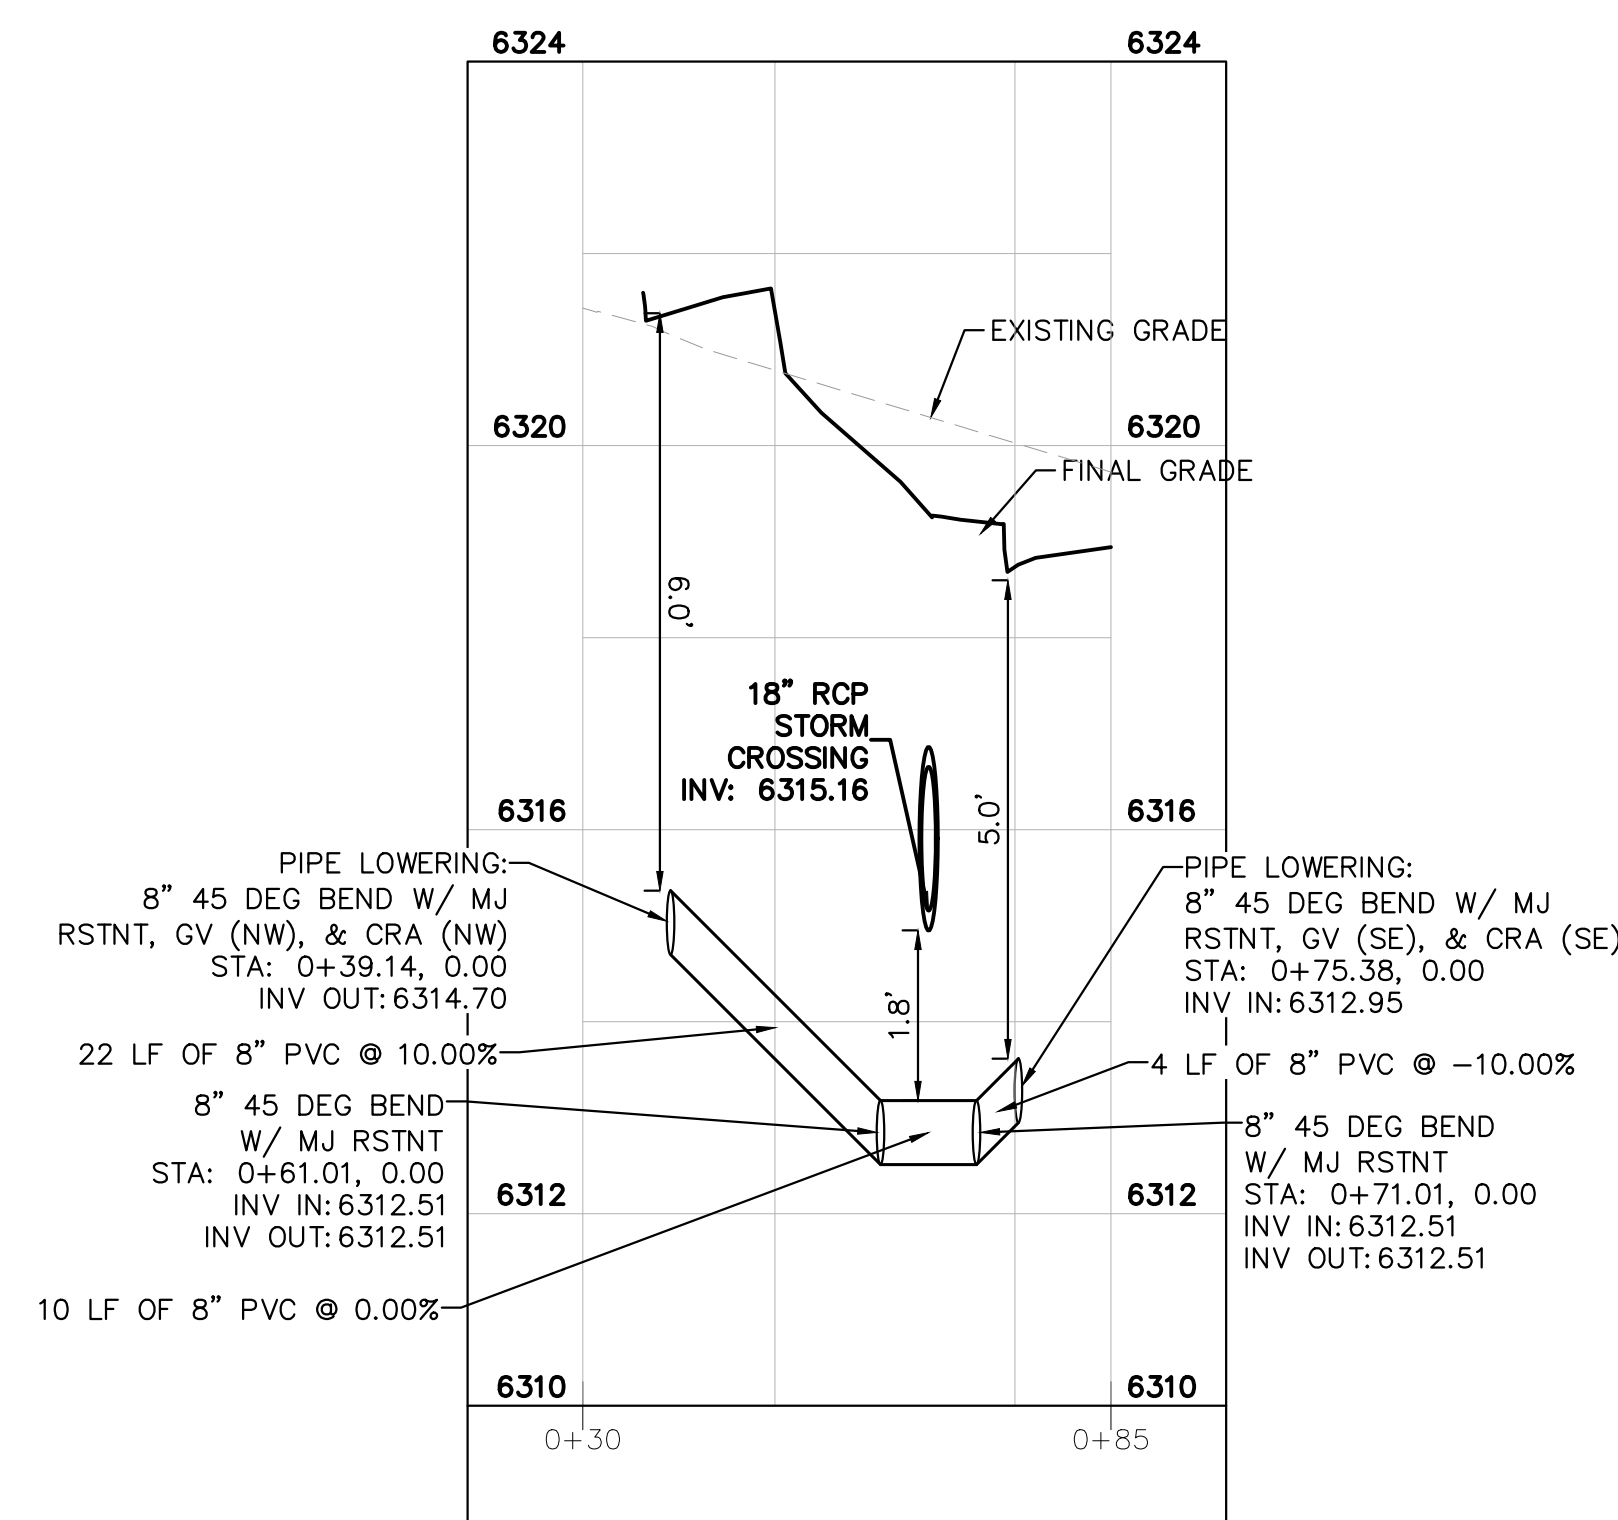 6324
6324
EXISTING GRADE
6320
6320
FINAL GRADE
6.0'
18” RCP
STORM
CROSSING
INV: 6315.16
5.0'
6316
6316
PIPE LOWERING:
8” 45 DEG BEND W/ MJ
RSTNT, GV (NW), & CRA (NW)
STA: 0+39.14, 0.00
INV OUT: 6314.70
PIPE LOWERING:
8” 45 DEG BEND W/ MJ
RSTNT, GV (SE), & CRA (SE)
STA: 0+75.38, 0.00
INV IN: 6312.95
1.8'
22 LF OF 8” PVC @ 10.00%
4 LF OF 8” PVC @ -10.00%
8” 45 DEG BEND
W/ MJ RSTNT
STA: 0+61.01, 0.00
INV IN: 6312.51
INV OUT: 6312.51
6312
6312
8” 45 DEG BEND
W/ MJ RSTNT
STA: 0+71.01, 0.00
INV IN: 6312.51
INV OUT: 6312.51
10 LF OF 8” PVC @ 0.00%
6310
6310
0+30
0+85